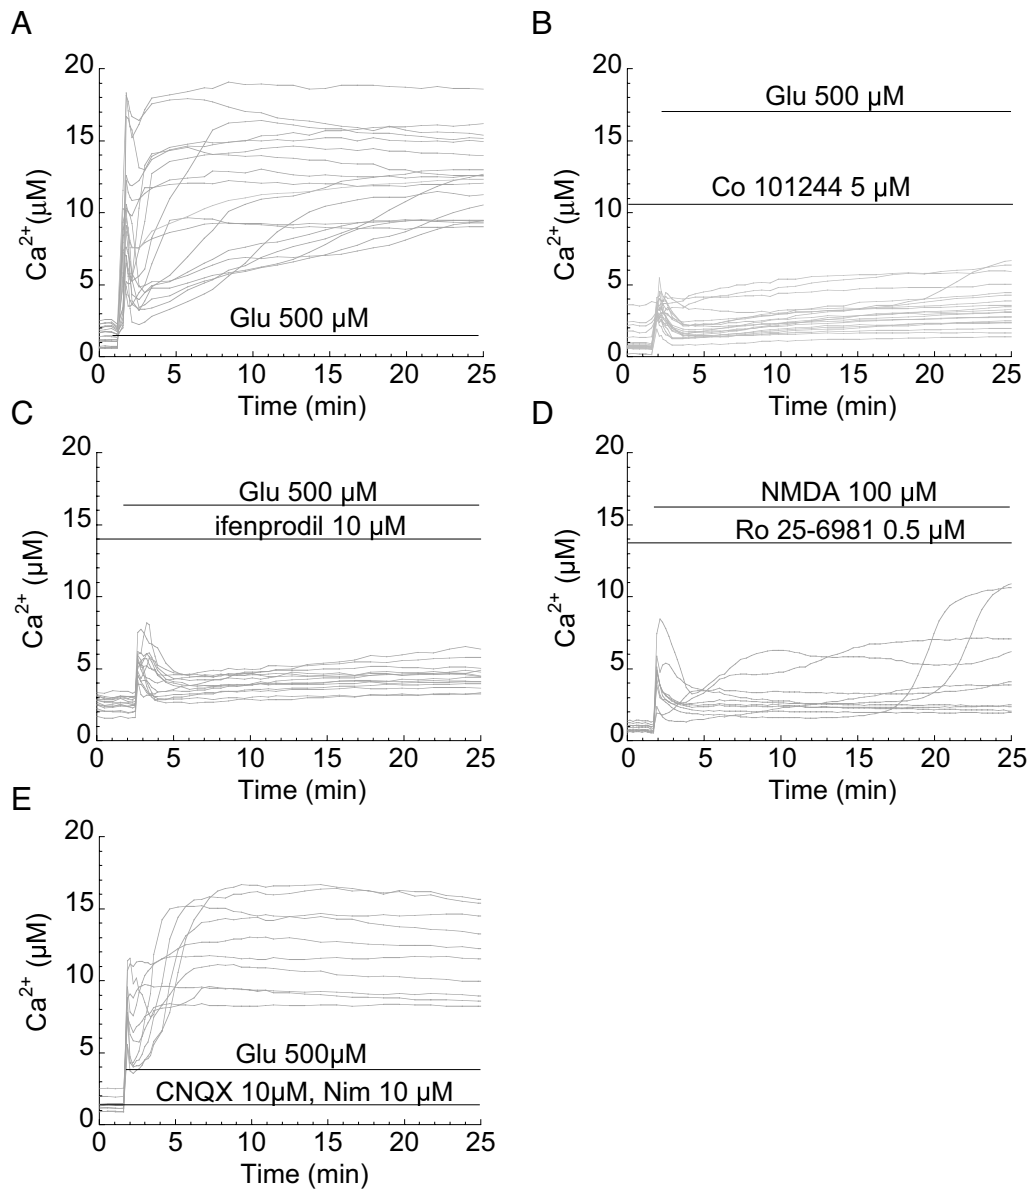 A
B
20
15
10
5
0
Ca2+(μM)
Glu 500 μM
0 5 10 15 20 25
Time (min)
20
15
10
5
0
Ca2+(μM)
Glu 500 μM
Co 101244 5 μM
0 5 10 15 20 25
Time (min)
C
D
20
15
10
5
0
Ca2+ (μM)
Glu 500 μM
ifenprodil 10 μM
0 5 10 15 20 25
Time (min)
20
15
10
5
0
Ca2+ (μM)
NMDA 100 μM
Ro 25-6981 0.5 μM
0 5 10 15 20 25
Time (min)
E
20
15
10
5
0
Ca2+ (μM)
Glu 500μM
CNQX 10μM, Nim 10 μM
0 5 10 15 20 25
Time (min)